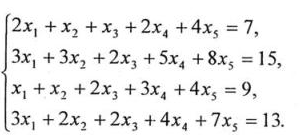 2x₁ + x₂ + x₃ + 2x₄ + 4x₅ = 7,
3x₁ + 3x₂ + 2x₃ + 5x₄ + 8x₅ = 15,
x₁ + x₂ + 2x₃ + 3x₄ + 4x₅ = 9,
3x₁ + 2x₂ + 2x₃ + 4x₄ + 7x₅ = 13.